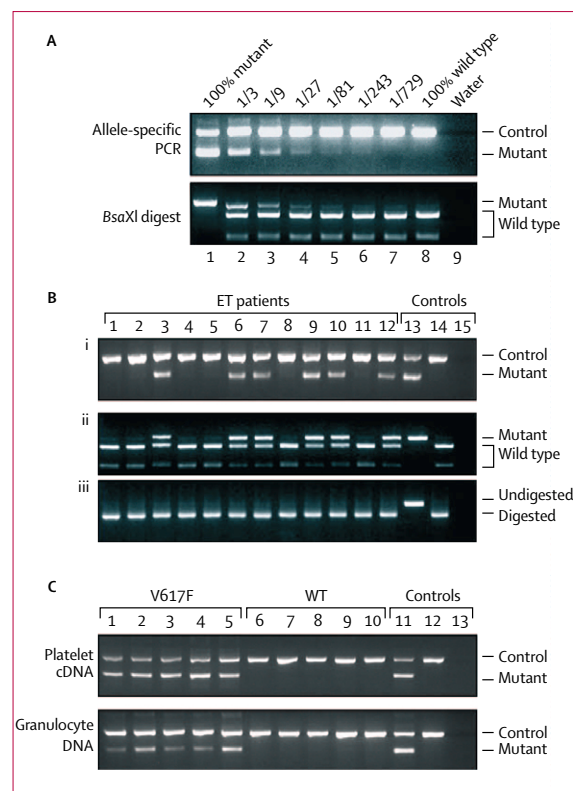 A
100% mutant 1/3 1/9 1/27 1/81 1/243 1/729 100% wild type Water
Allele-specific
PCR
Control
Mutant
BsaXI digest
Mutant
Wild type
1 2 3 4 5 6 7 8 9
B
ET patients Controls
1 2 3 4 5 6 7 8 9 10 11 12 13 14 15
i
Control
Mutant
ii
Mutant
Wild type
iii
Undigested
Digested
C
V617F WT Controls
1 2 3 4 5 6 7 8 9 10 11 12 13
Platelet
cDNA
Control
Mutant
Granulocyte
DNA
Control
Mutant